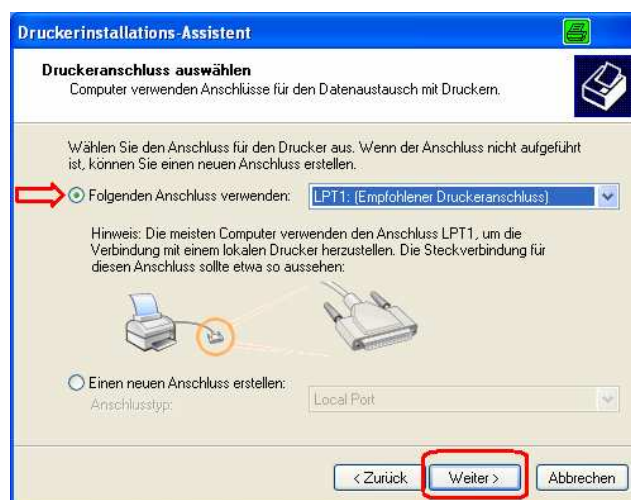 Druckerinstallations-Assistent
Druckeranschluss auswählen
Computer verwenden Anschlüsse für den Datenaustausch mit Druckern.
Wählen Sie den Anschluss für den Drucker aus. Wenn der Anschluss nicht aufgeführt
ist, können Sie einen neuen Anschluss erstellen.
Folgenden Anschluss verwenden: LPT1: (Empfohlener Druckeranschluss)
Hinweis: Die meisten Computer verwenden den Anschluss LPT1, um die
Verbindung mit einem lokalen Drucker herzustellen. Die Steckverbindung für
diesen Anschluss sollte etwa so aussehen:
Einen neuen Anschluss erstellen:
Anschlusstyp: Local Port
< Zurück Weiter > Abbrechen